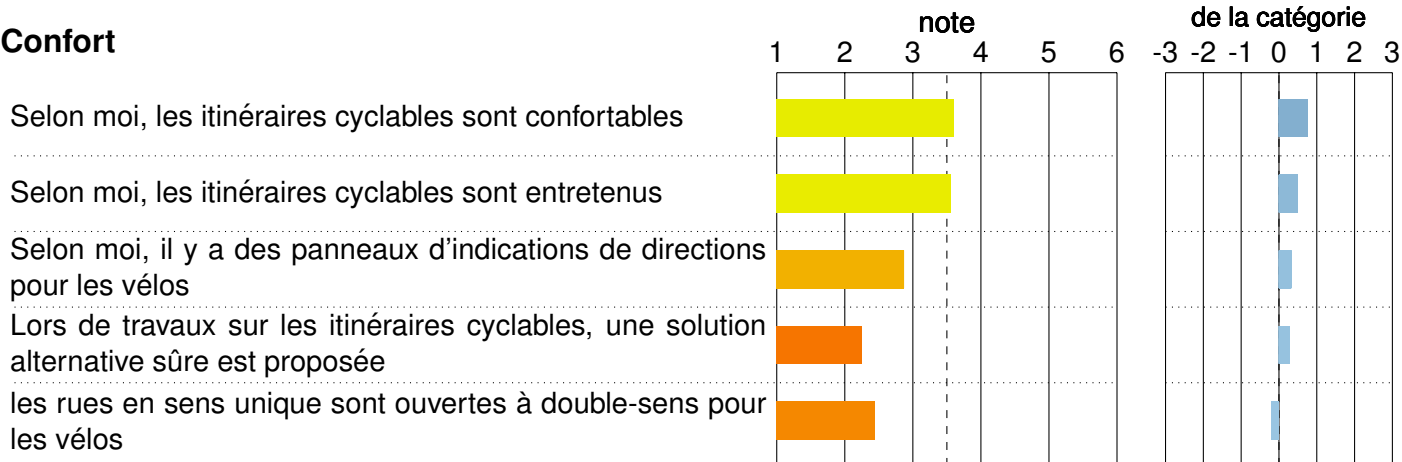 Confort
note
de la catégorie
1 2 3 4 5 6
-3 -2 -1 0 1 2 3
Selon moi, les itinéraires cyclables sont confortables
Selon moi, les itinéraires cyclables sont entretenus
Selon moi, il y a des panneaux d'indications de directions
pour les vélos
Lors de travaux sur les itinéraires cyclables, une solution
alternative sûre est proposée
les rues en sens unique sont ouvertes à double-sens pour
les vélos